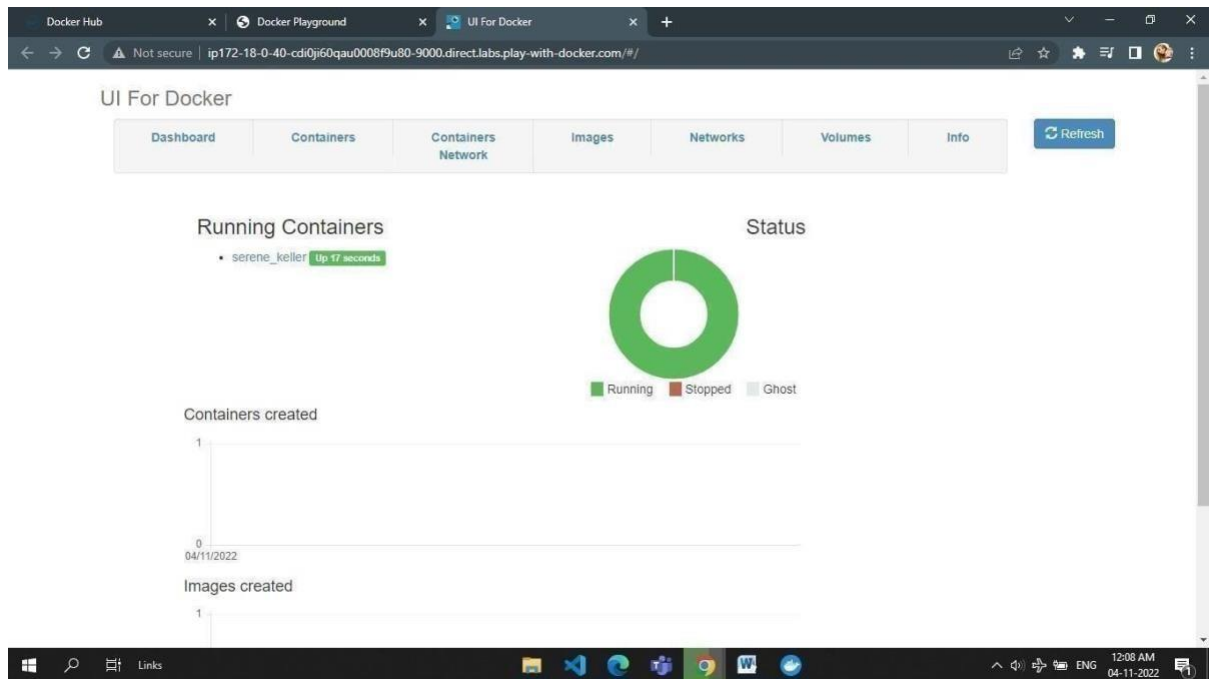 Docker Hub
Docker Playground
UI For Docker
Not secure | ip172-18-0-40-cdi0ji60qau0008f9u80-9000.direct.labs.play-with-docker.com/#/
UI For Docker
Dashboard
Containers
Containers
Network
Images
Networks
Volumes
Info
Refresh
Running Containers
serene_keller Up 17 seconds
Status
Running
Stopped
Ghost
Containers created
1
0
04/11/2022
Images created
1
Links
ENG
12:08 AM
04-11-2022
1